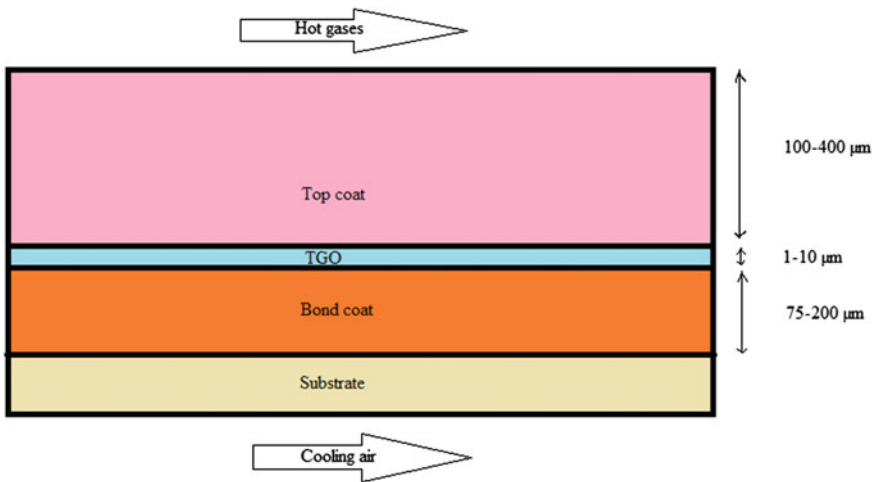 Hot gases
100-400 μm
Top coat
TGO
1-10 μm
Bond coat
75-200 μm
Substrate
Cooling air